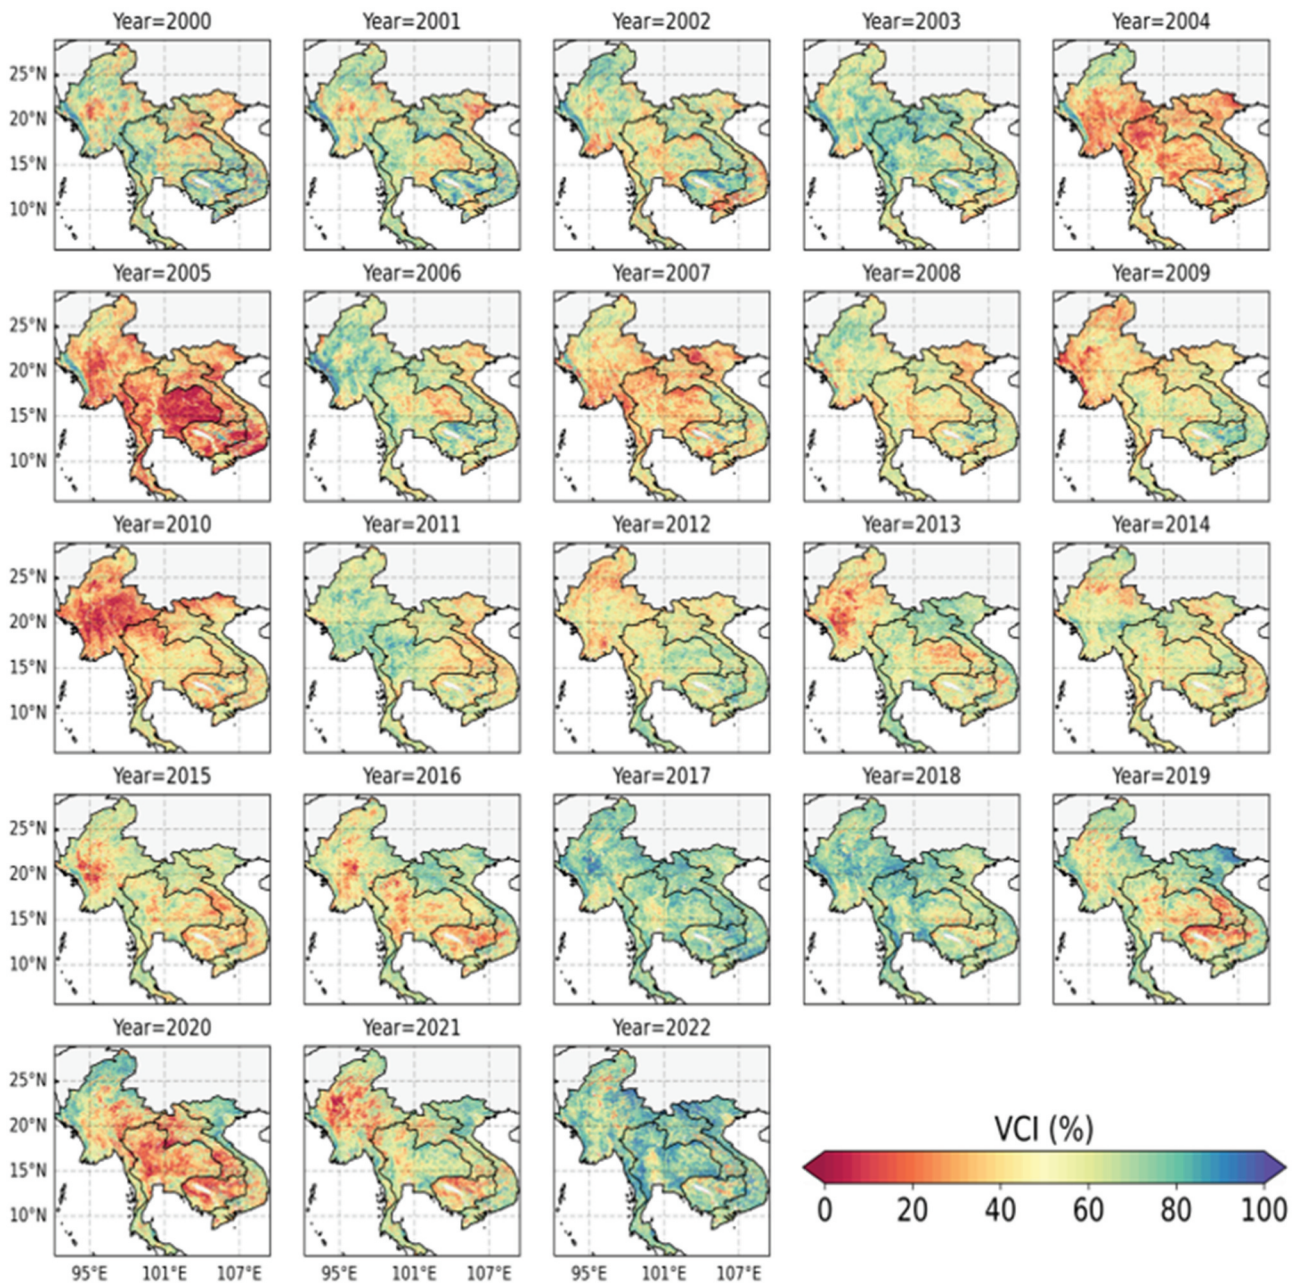 Year=2000 Year=2001 Year=2002 Year=2003 Year=2004
25°N
20°N
15°N
10°N
Year=2005 Year=2006 Year=2007 Year=2008 Year=2009
25°N
20°N
15°N
10°N
Year=2010 Year=2011 Year=2012 Year=2013 Year=2014
25°N
20°N
15°N
10°N
Year=2015 Year=2016 Year=2017 Year=2018 Year=2019
25°N
20°N
15°N
10°N
Year=2020 Year=2021 Year=2022
25°N
20°N
15°N
10°N
95°E 101°E 107°E 95°E 101°E 107°E 95°E 101°E 107°E
VCI (%)
0 20 40 60 80 100